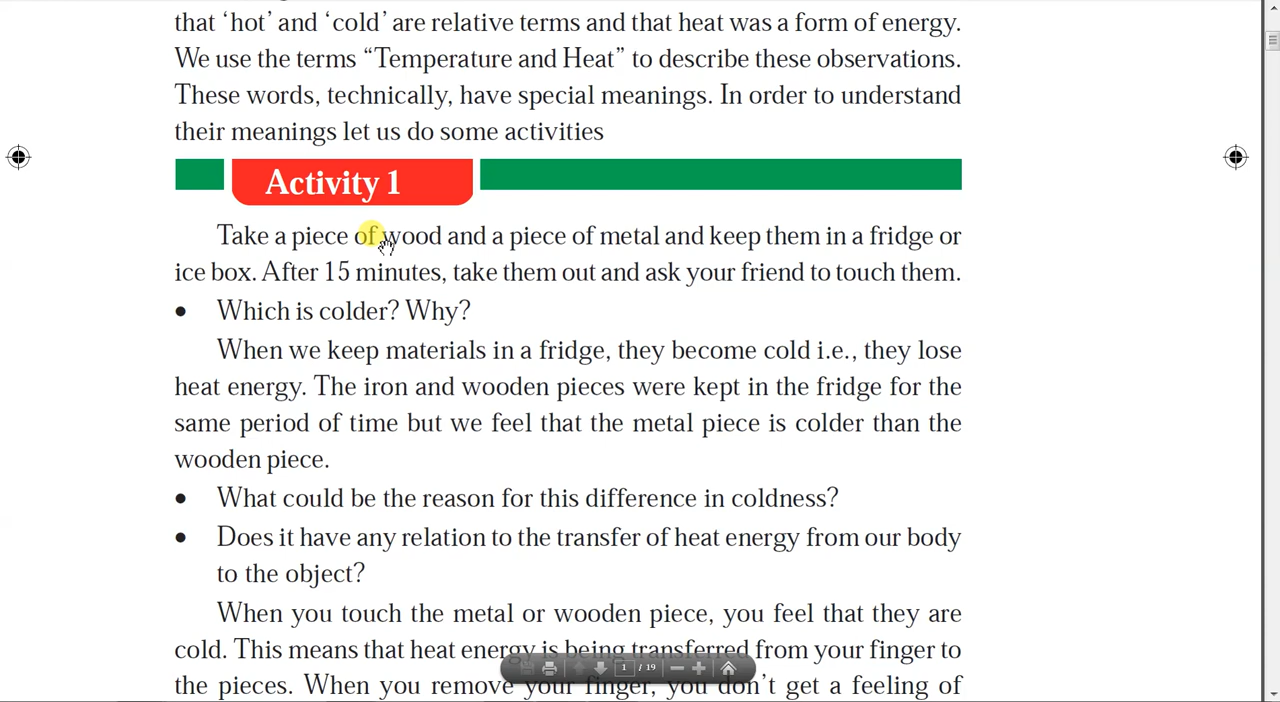 that ‘hot’ and ‘cold’ are relative terms and that heat was a form of energy.
We use the terms “Temperature and Heat” to describe these observations.
These words, technically, have special meanings. In order to understand
their meanings let us do some activities
Activity 1
Take a piece of wood and a piece of metal and keep them in a fridge or
ice box. After 15 minutes, take them out and ask your friend to touch them.
• Which is colder? Why?
When we keep materials in a fridge, they become cold i.e., they lose
heat energy. The iron and wooden pieces were kept in the fridge for the
same period of time but we feel that the metal piece is colder than the
wooden piece.
• What could be the reason for this difference in coldness?
• Does it have any relation to the transfer of heat energy from our body
to the object?
When you touch the metal or wooden piece, you feel that they are
cold. This means that heat energy is being transferred from your finger to
1 / 19
the pieces. When you remove your finger, you don’t get a feeling of